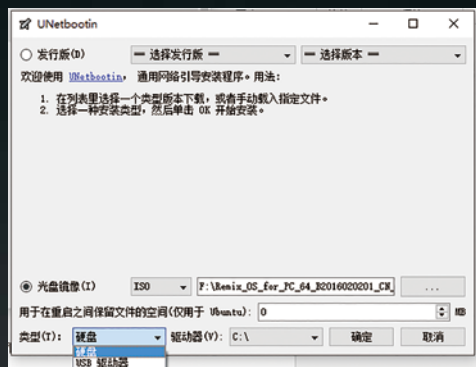 UNetbootin
发行版(D) == 选择发行版 == == 选择版本 ==
欢迎使用 UNetbootin, 通用网络引导安装程序。用法:
1. 在列表里选择一个类型版本下载, 或者手动载入指定文件。
2. 选择一种安装类型, 然后单击 OK 开始安装。
光盘镜像(I) ISO F:\Remix_OS_for_PC_64_B2016020201_CN_ ...
用于在重启之间保留文件的空间(仅用于 Ubuntu): 0 MB
类型(T): 硬盘 驱动器(V): C:\ 确定 取消
硬盘
USB 驱动器